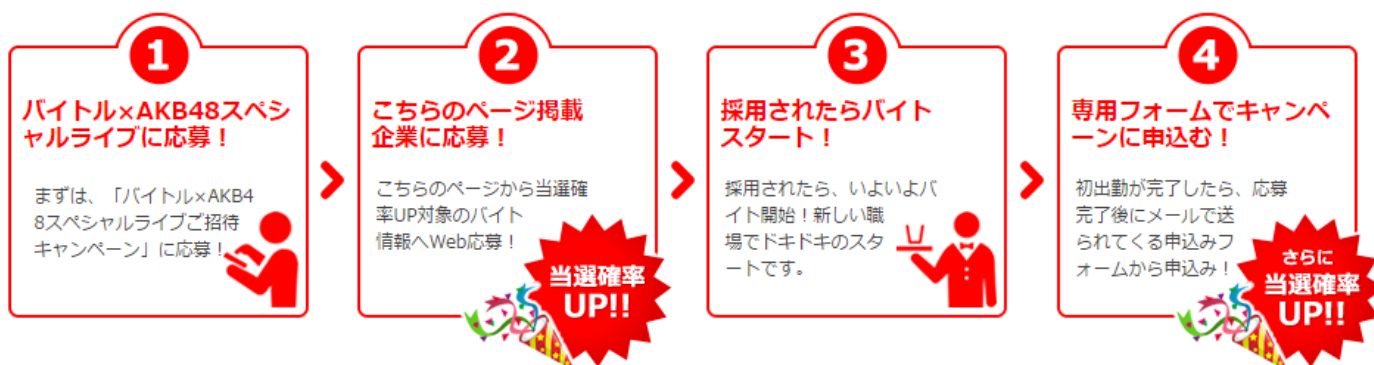 1
バイトル×AKB48スペシ
ャルライブに応募！
まずは、「バイトル×AKB4
8スペシャルライブご招待
キャンペーン」に応募！
2
こちらのページ掲載
企業に応募！
こちらのページから当選確
率UP対象のバイト
情報へWeb応募！
当選確率
UP!!
3
採用されたらバイト
スタート！
採用されたら、いよいよバ
イト開始！新しい職
場でドキドキのスタ
ートです。
4
専用フォームでキャンペ
ーンに申込む！
初出勤が完了したら、応募
完了後にメールで送
られてくる申込みフ
ォームから申込み！
さらに
当選確率
UP!!